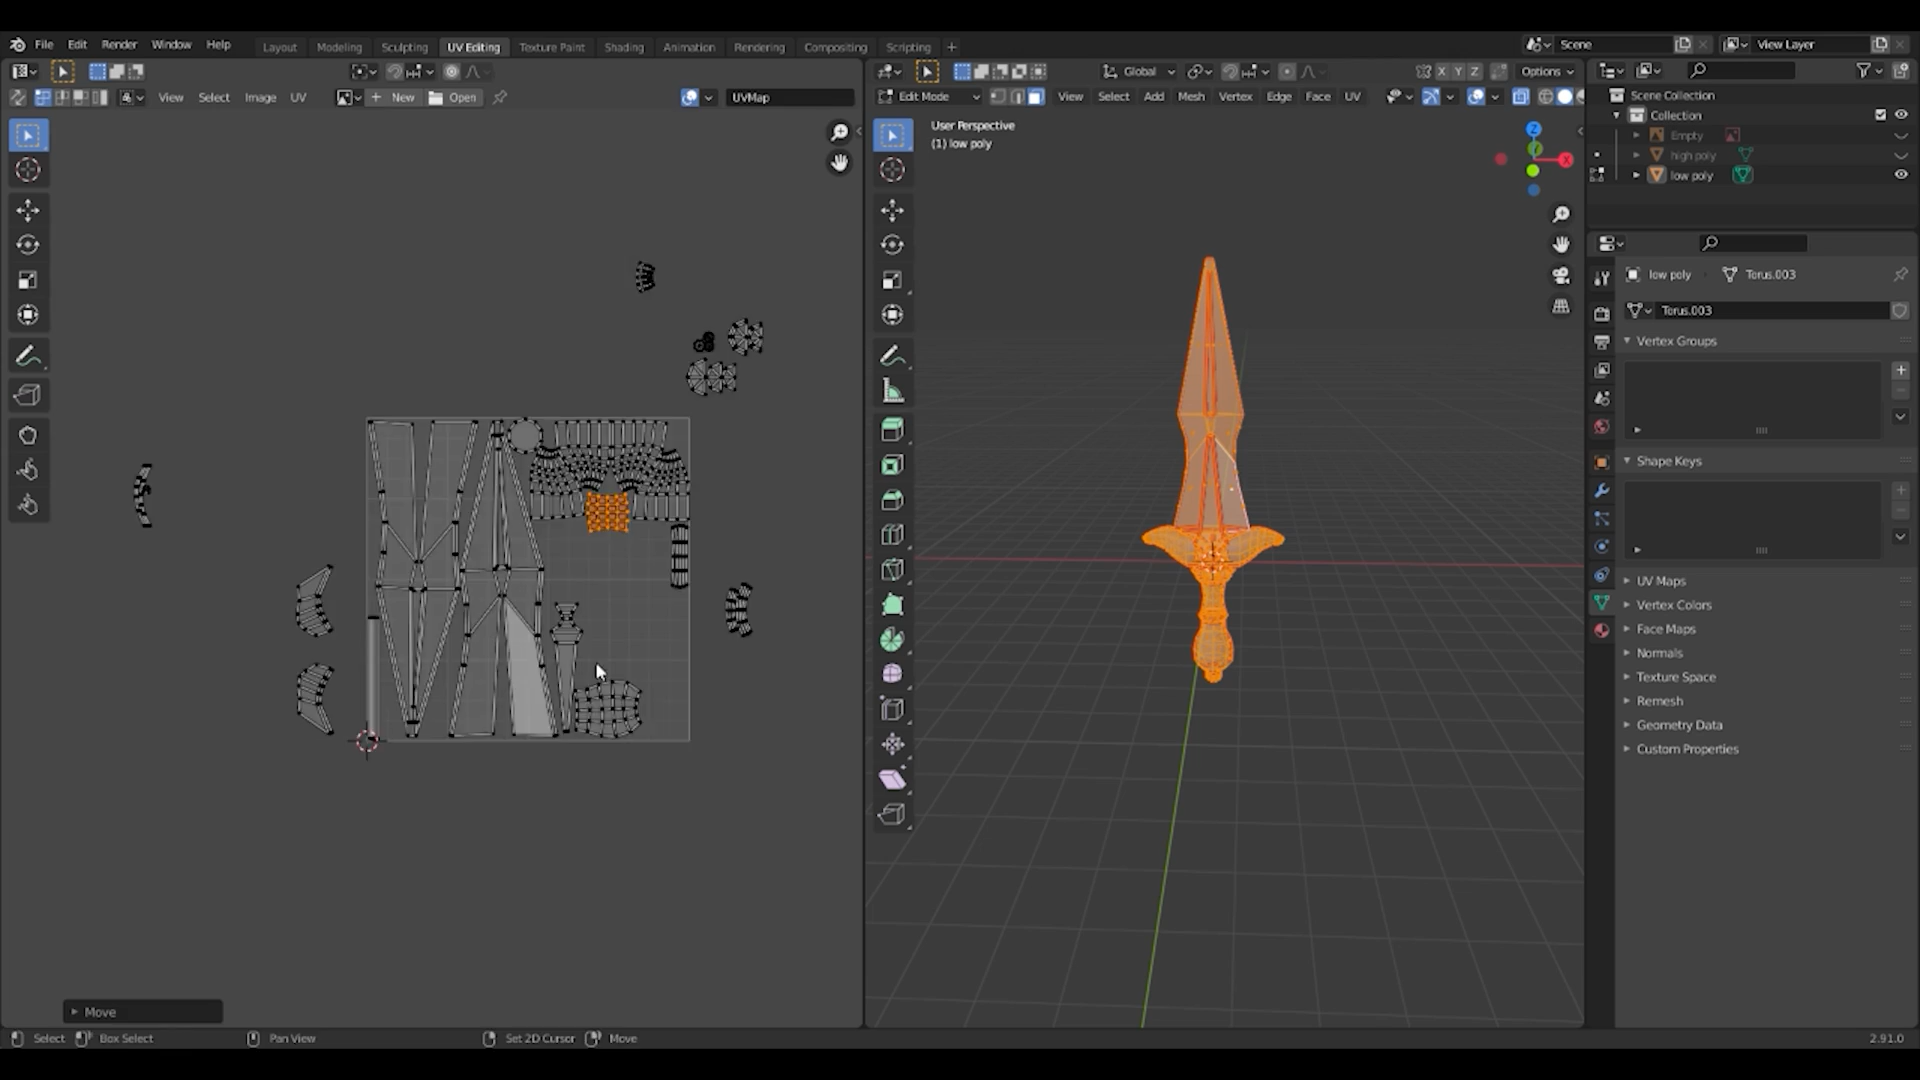 File Edit Render Window Help
Layout Modeling Sculpting UV Editing Texture Paint Shading Animation Rendering Compositing Scripting +
Scene
View Layer
Global
X Y Z
Options
View Select Image UV
New
Open
UVMap
Edit Mode
View Select Add Mesh Vertex Edge Face UV
User Perspective
(1) low poly
Z
Y
X
Scene Collection
Collection
Empty
high poly
low poly
low poly
Torus.003
Torus.003
Vertex Groups
Shape Keys
UV Maps
Vertex Colors
Face Maps
Normals
Texture Space
Remesh
Geometry Data
Custom Properties
Move
Select
Box Select
Pan View
Set 2D Cursor
Move
2.91.0